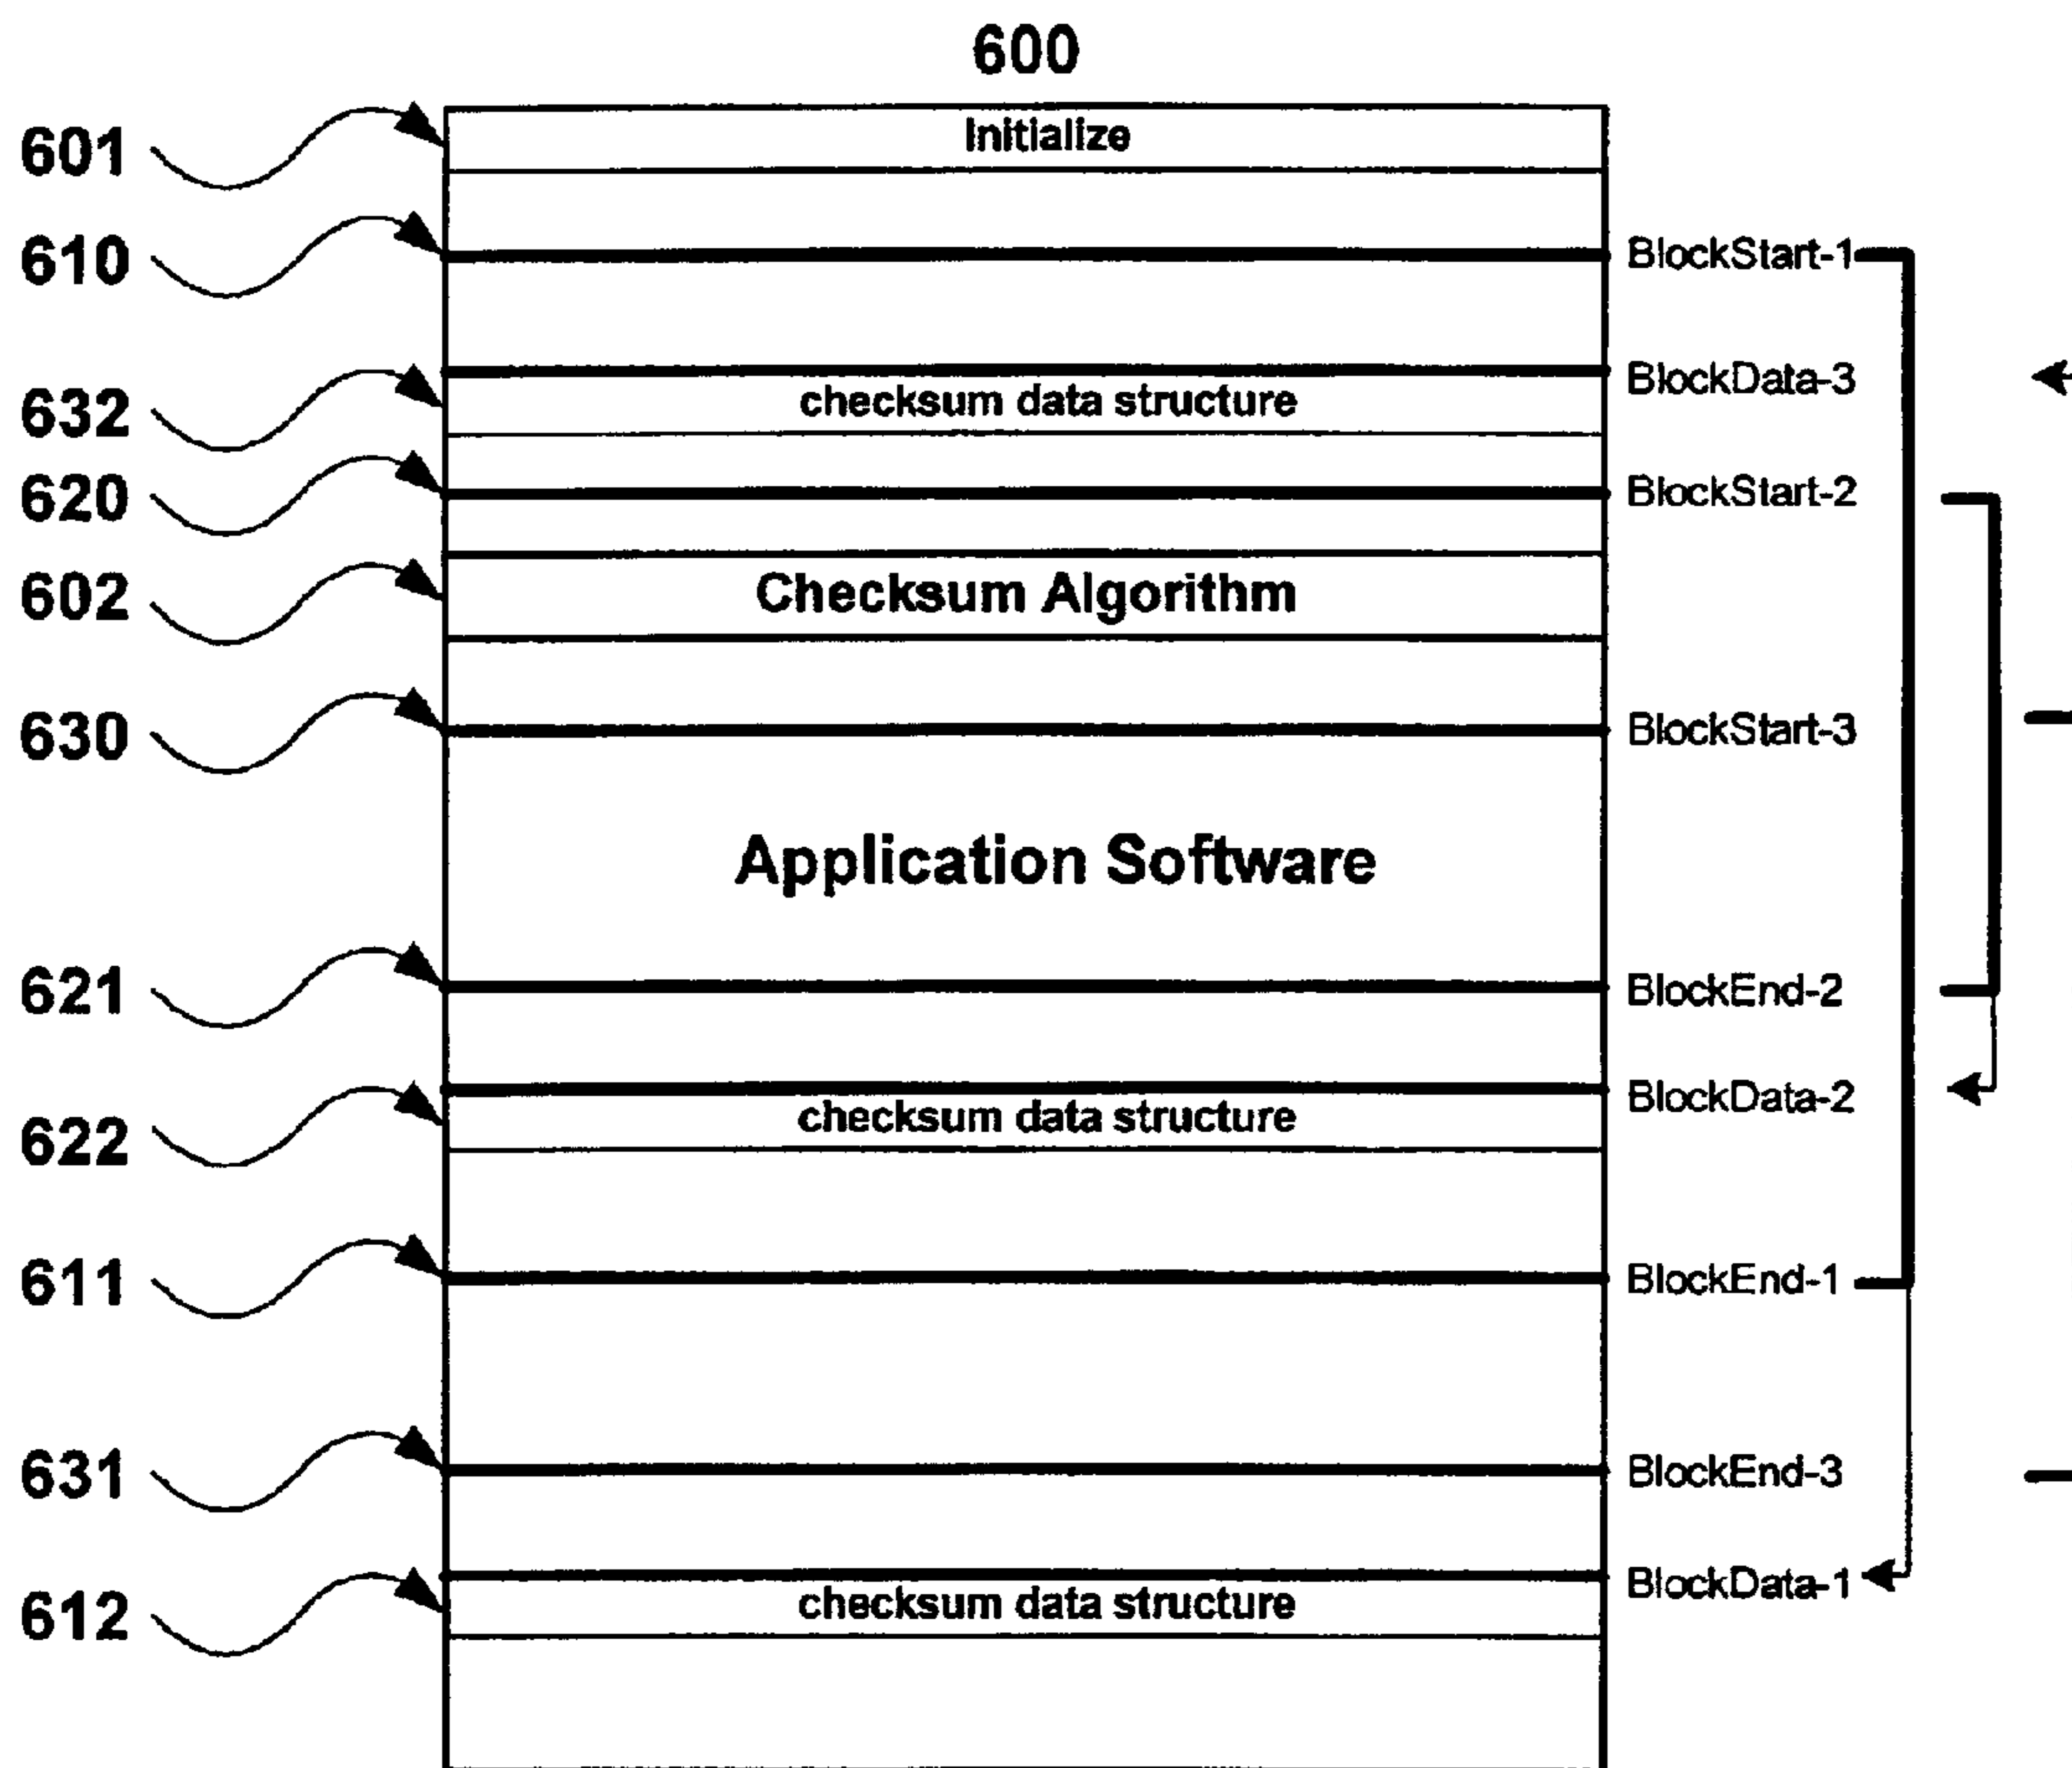 600
601 Initialize
610 BlockStart-1
BlockData-3
632 checksum data structure
620 BlockStart-2
602 Checksum Algorithm
630 BlockStart-3
Application Software
621 BlockEnd-2
BlockData-2
622 checksum data structure
611 BlockEnd-1
631 BlockEnd-3
BlockData-1
612 checksum data structure